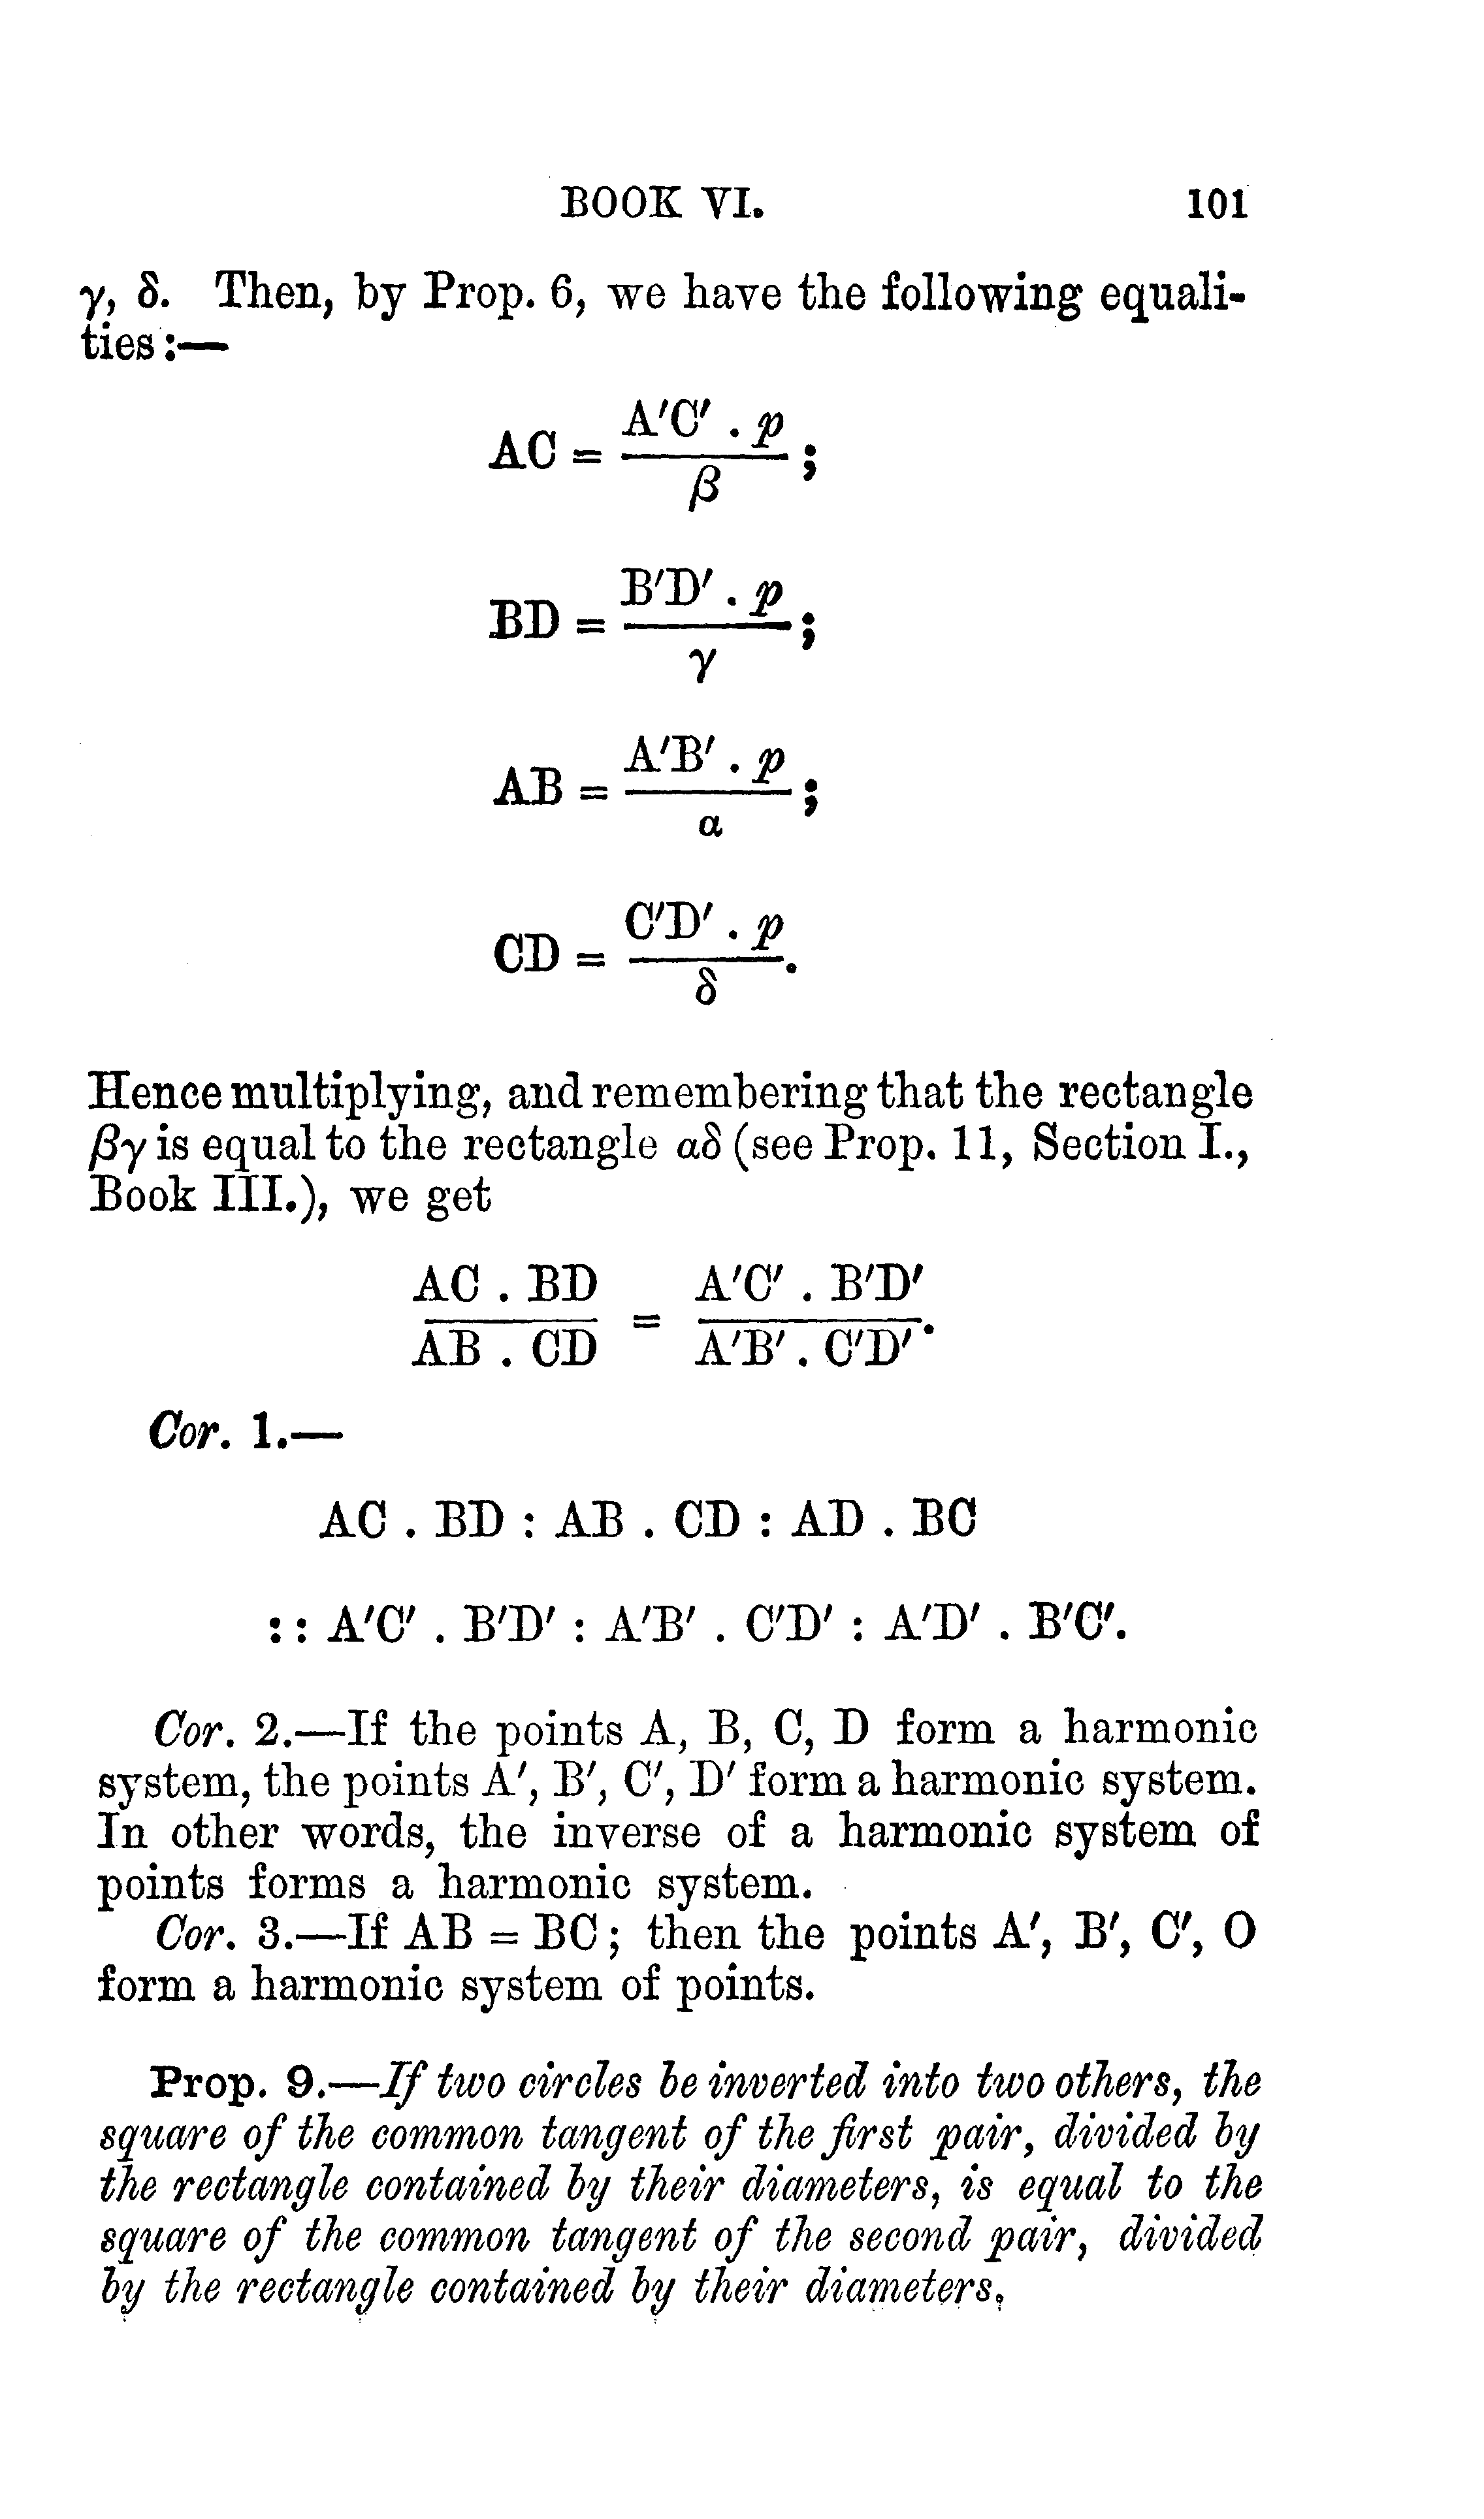 BOOK VI. 101
γ, δ. Then, by Prop. 6, we have the following equali-
ties :—
AC = A′C′ . p / β ;
BD = B′D′ . p / γ ;
AB = A′B′ . p / α ;
CD = C′D′ . p / δ .
Hence multiplying, and remembering that the rectangle
βγ is equal to the rectangle αδ (see Prop. 11, Section I.,
Book III.), we get
AC . BD / AB . CD = A′C′ . B′D′ / A′B′ . C′D′ .
Cor. 1.—
AC . BD : AB . CD : AD . BC
: : A′C′ . B′D′ : A′B′ . C′D′ : A′D′ . B′C′.
Cor. 2.—If the points A, B, C, D form a harmonic
system, the points A′, B′, C′, D′ form a harmonic system.
In other words, the inverse of a harmonic system of
points forms a harmonic system.
Cor. 3.—If AB = BC ; then the points A′, B′, C′, O
form a harmonic system of points.
Prop. 9.—If two circles be inverted into two others, the
square of the common tangent of the first pair, divided by
the rectangle contained by their diameters, is equal to the
square of the common tangent of the second pair, divided
by the rectangle contained by their diameters.